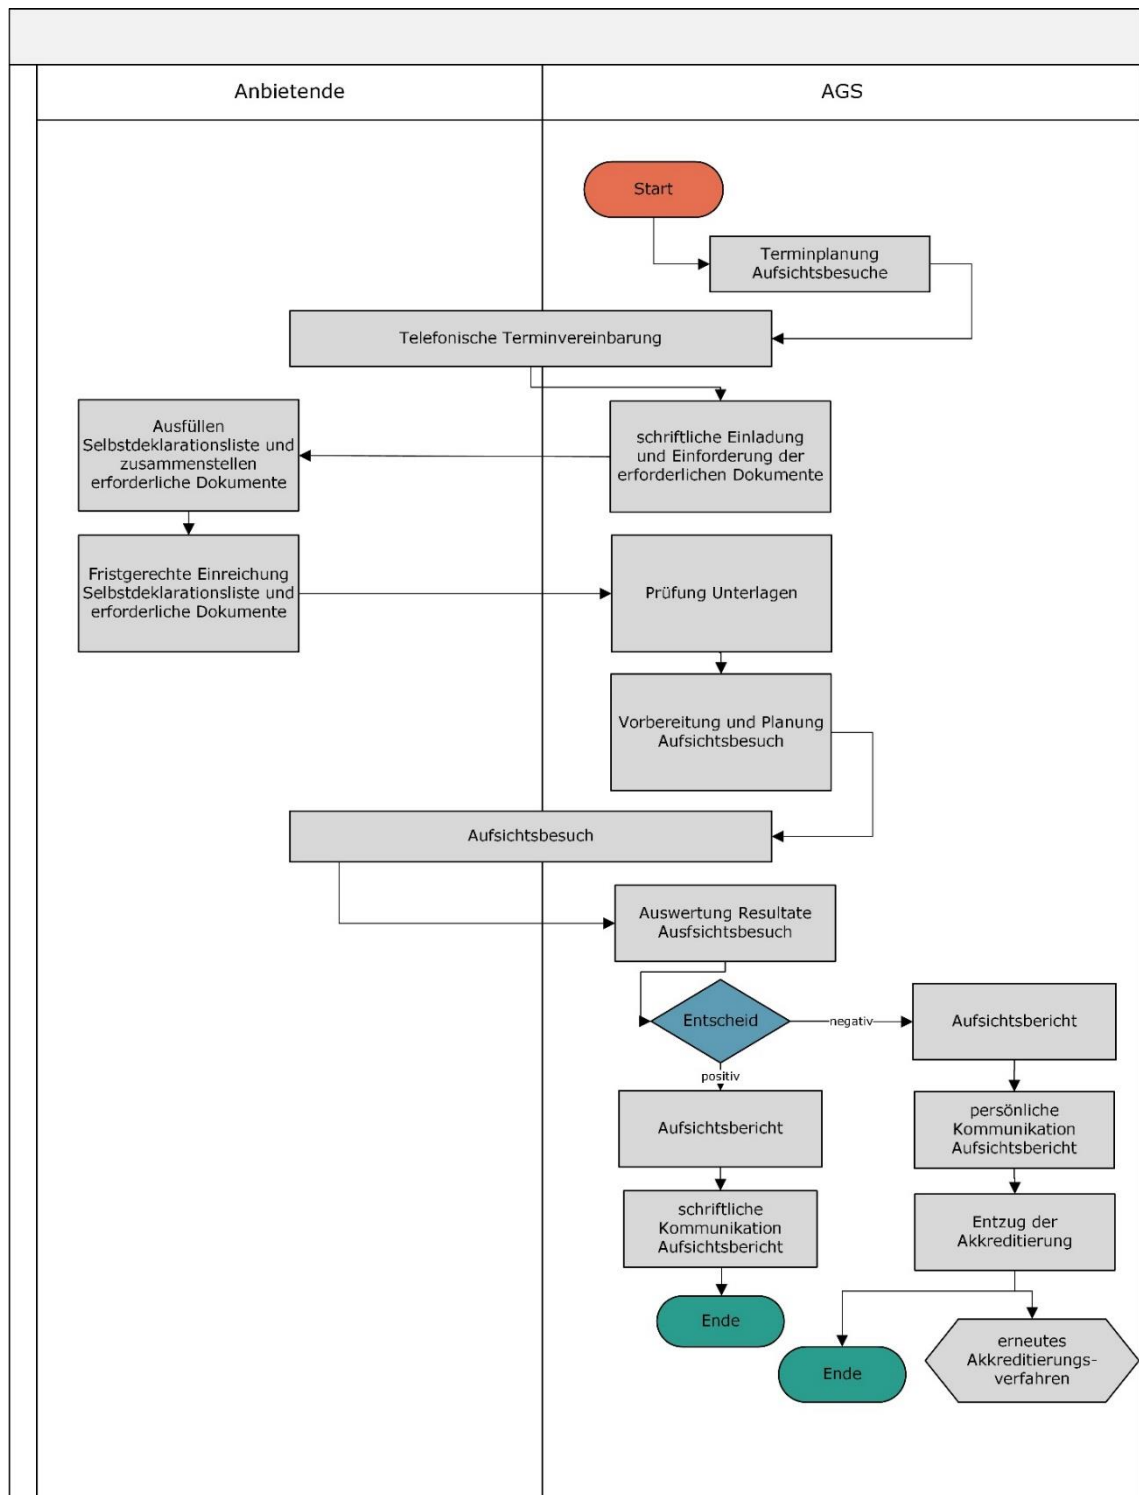 Anbietende
AGS
Start
Terminplanung
Aufsichtsbesuche
Telefonische Terminvereinbarung
Ausfüllen
Selbstdeklarationsliste und
zusammenstellen
erforderliche Dokumente
schriftliche Einladung
und Einforderung der
erforderlichen Dokumente
Fristgerechte Einreichung
Selbstdeklarationsliste und
erforderliche Dokumente
Prüfung Unterlagen
Vorbereitung und Planung
Aufsichtsbesuch
Aufsichtsbesuch
Auswertung Resultate
Ausfsichtsbesuch
Entscheid
negativ
Aufsichtsbericht
positiv
Aufsichtsbericht
persönliche
Kommunikation
Aufsichtsbericht
schriftliche
Kommunikation
Aufsichtsbericht
Entzug der
Akkreditierung
Ende
Ende
erneutes
Akkreditierungs-
verfahren